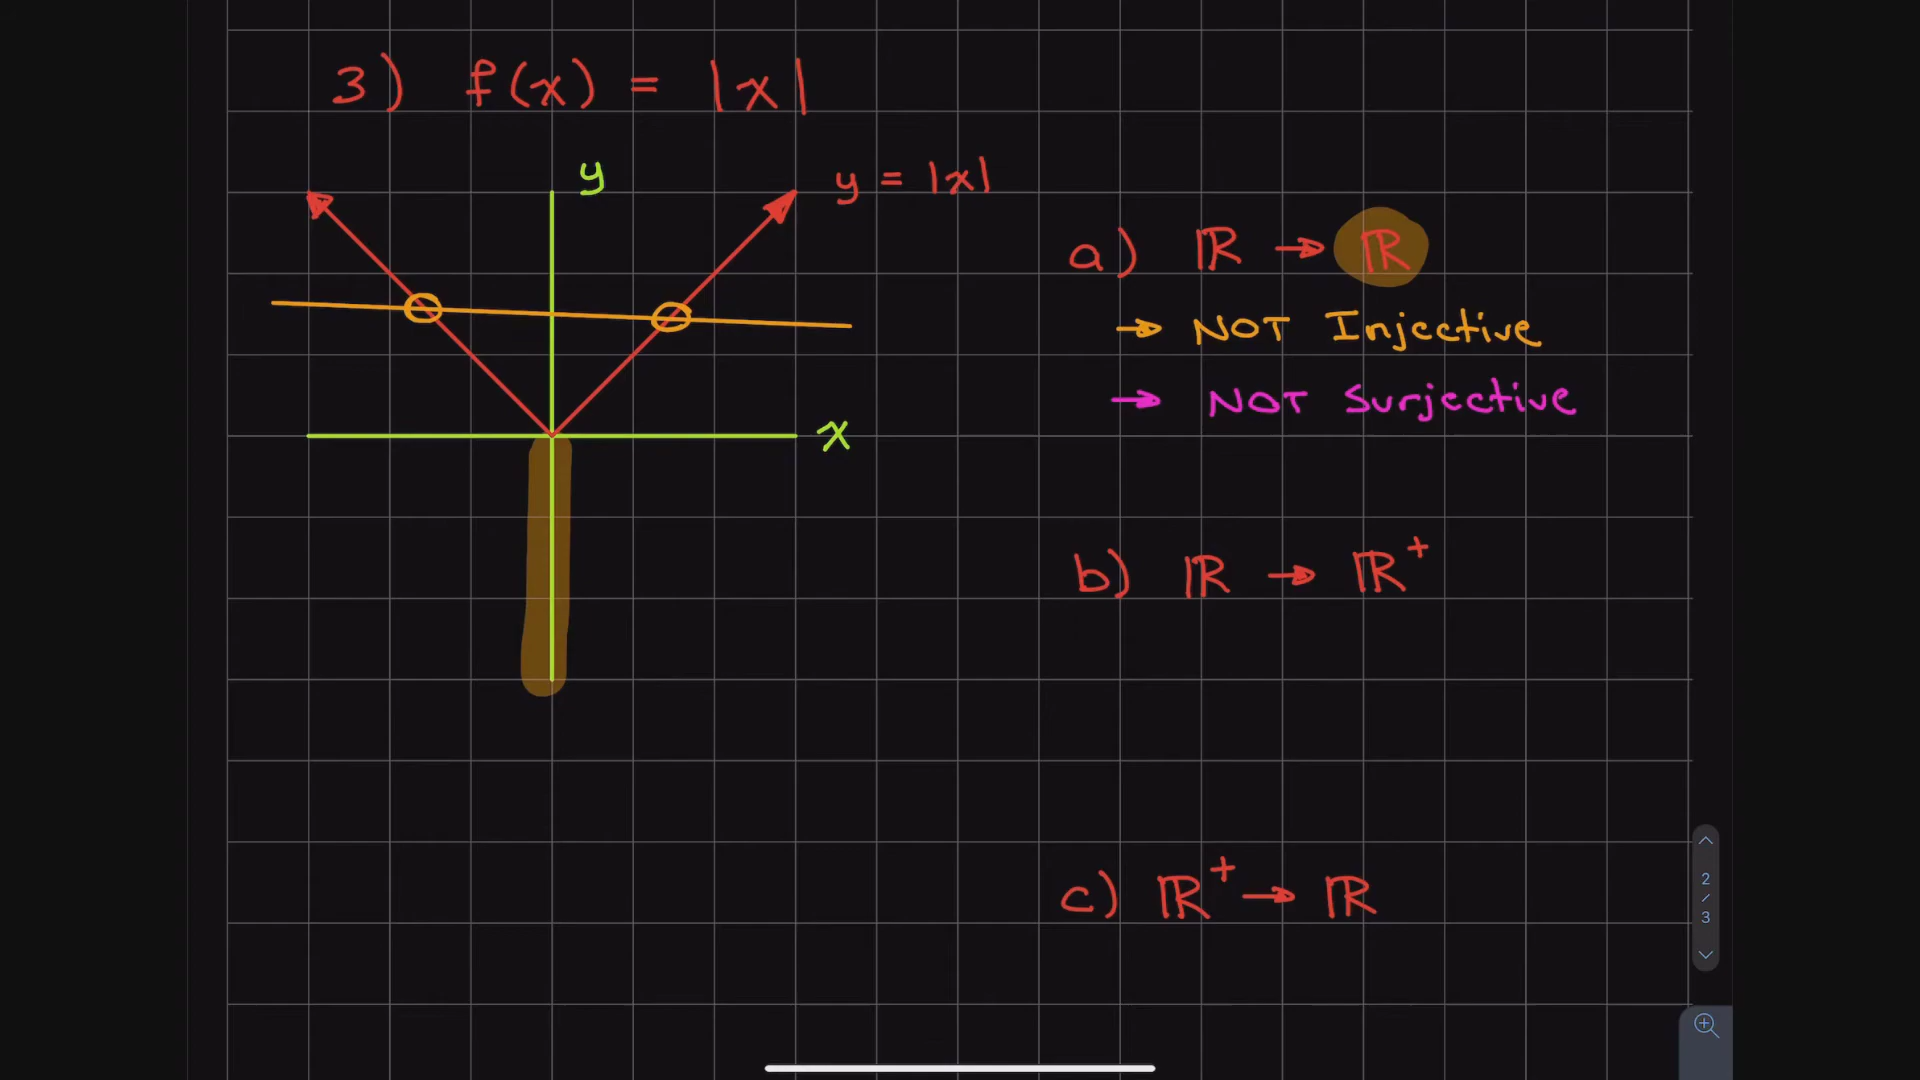 3) f(x) = |x|
y
y = |x|
a) ℝ → ℝ
→ NOT Injective
→ NOT Surjective
x
b) ℝ → ℝ⁺
c) ℝ⁺ → ℝ
2
/
3